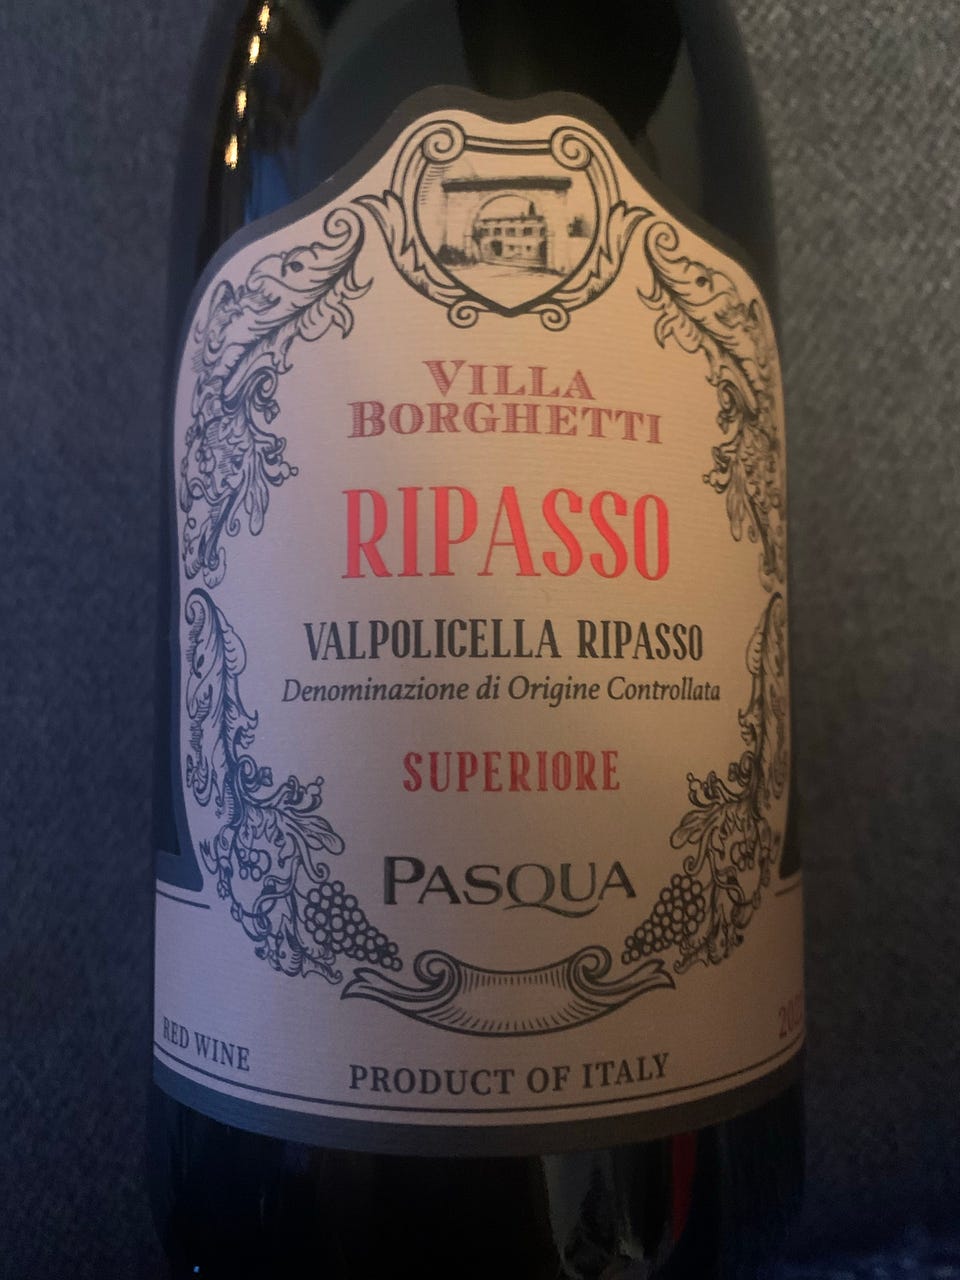 VILLA
BORGHETTI
RIPASSO
VALPOLICELLA RIPASSO
Denominazione di Origine Controllata
SUPERIORE
PASQUA
RED WINE
PRODUCT OF ITALY